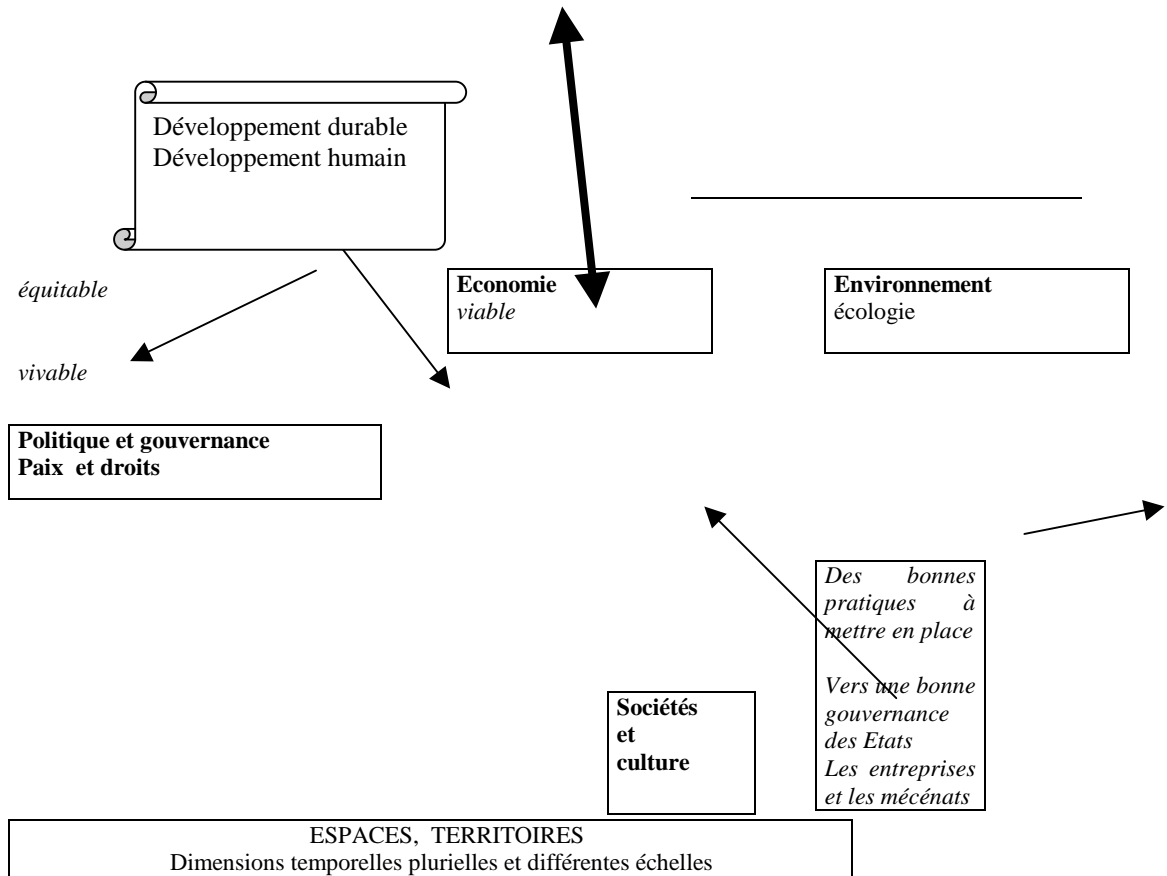 Développement durable
Développement humain
équitable
Economie
viable
Environnement
écologie
vivable
Politique et gouvernance
Paix et droits
Des bonnes
pratiques à
mettre en place
Vers une bonne
gouvernance
des Etats
Les entreprises
et les mécénats
Sociétés
et
culture
ESPACES, TERRITOIRES
Dimensions temporelles plurielles et différentes échelles